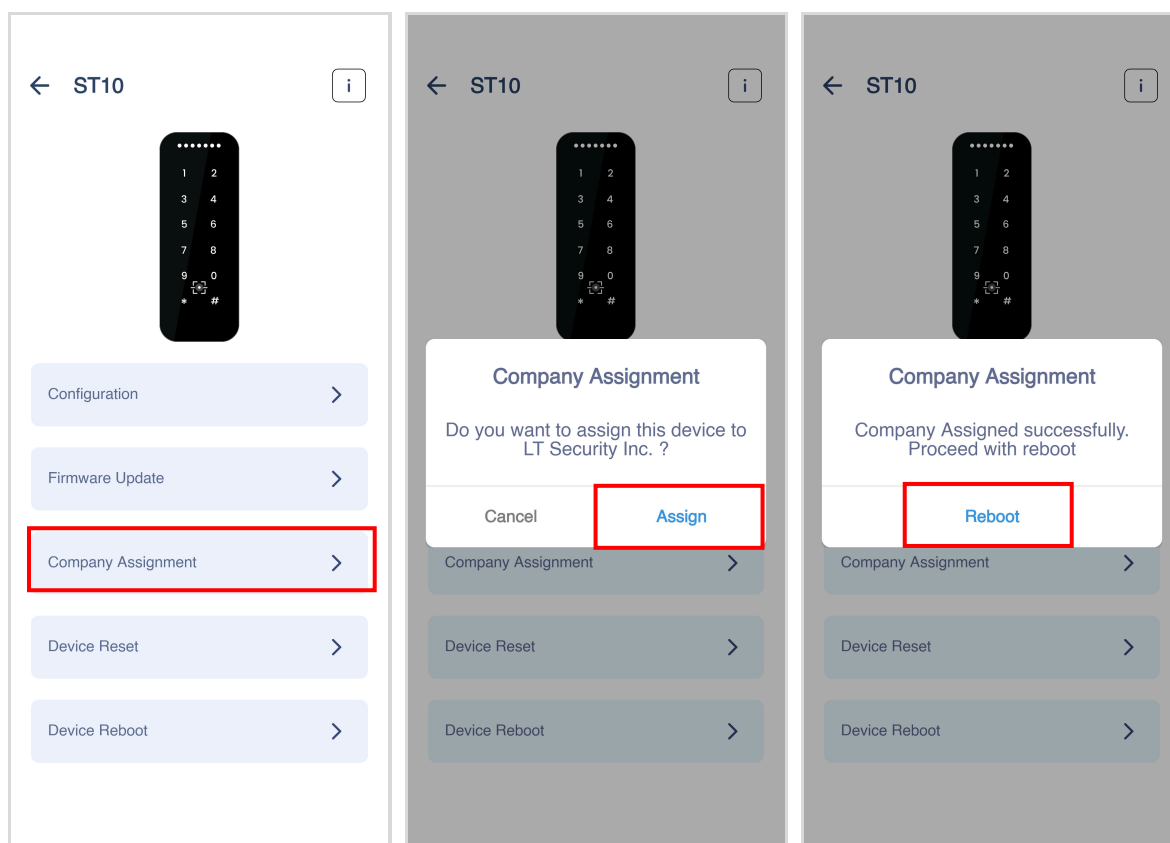 ST10
i
1 2
3 4
5 6
7 8
9 0
* #
Configuration
Firmware Update
Company Assignment
Device Reset
Device Reboot
ST10
i
1 2
3 4
5 6
7 8
9 0
* #
Company Assignment
Do you want to assign this device to
LT Security Inc. ?
Cancel Assign
Company Assignment
Device Reset
Device Reboot
ST10
i
1 2
3 4
5 6
7 8
9 0
* #
Company Assignment
Company Assigned successfully.
Proceed with reboot
Reboot
Company Assignment
Device Reset
Device Reboot